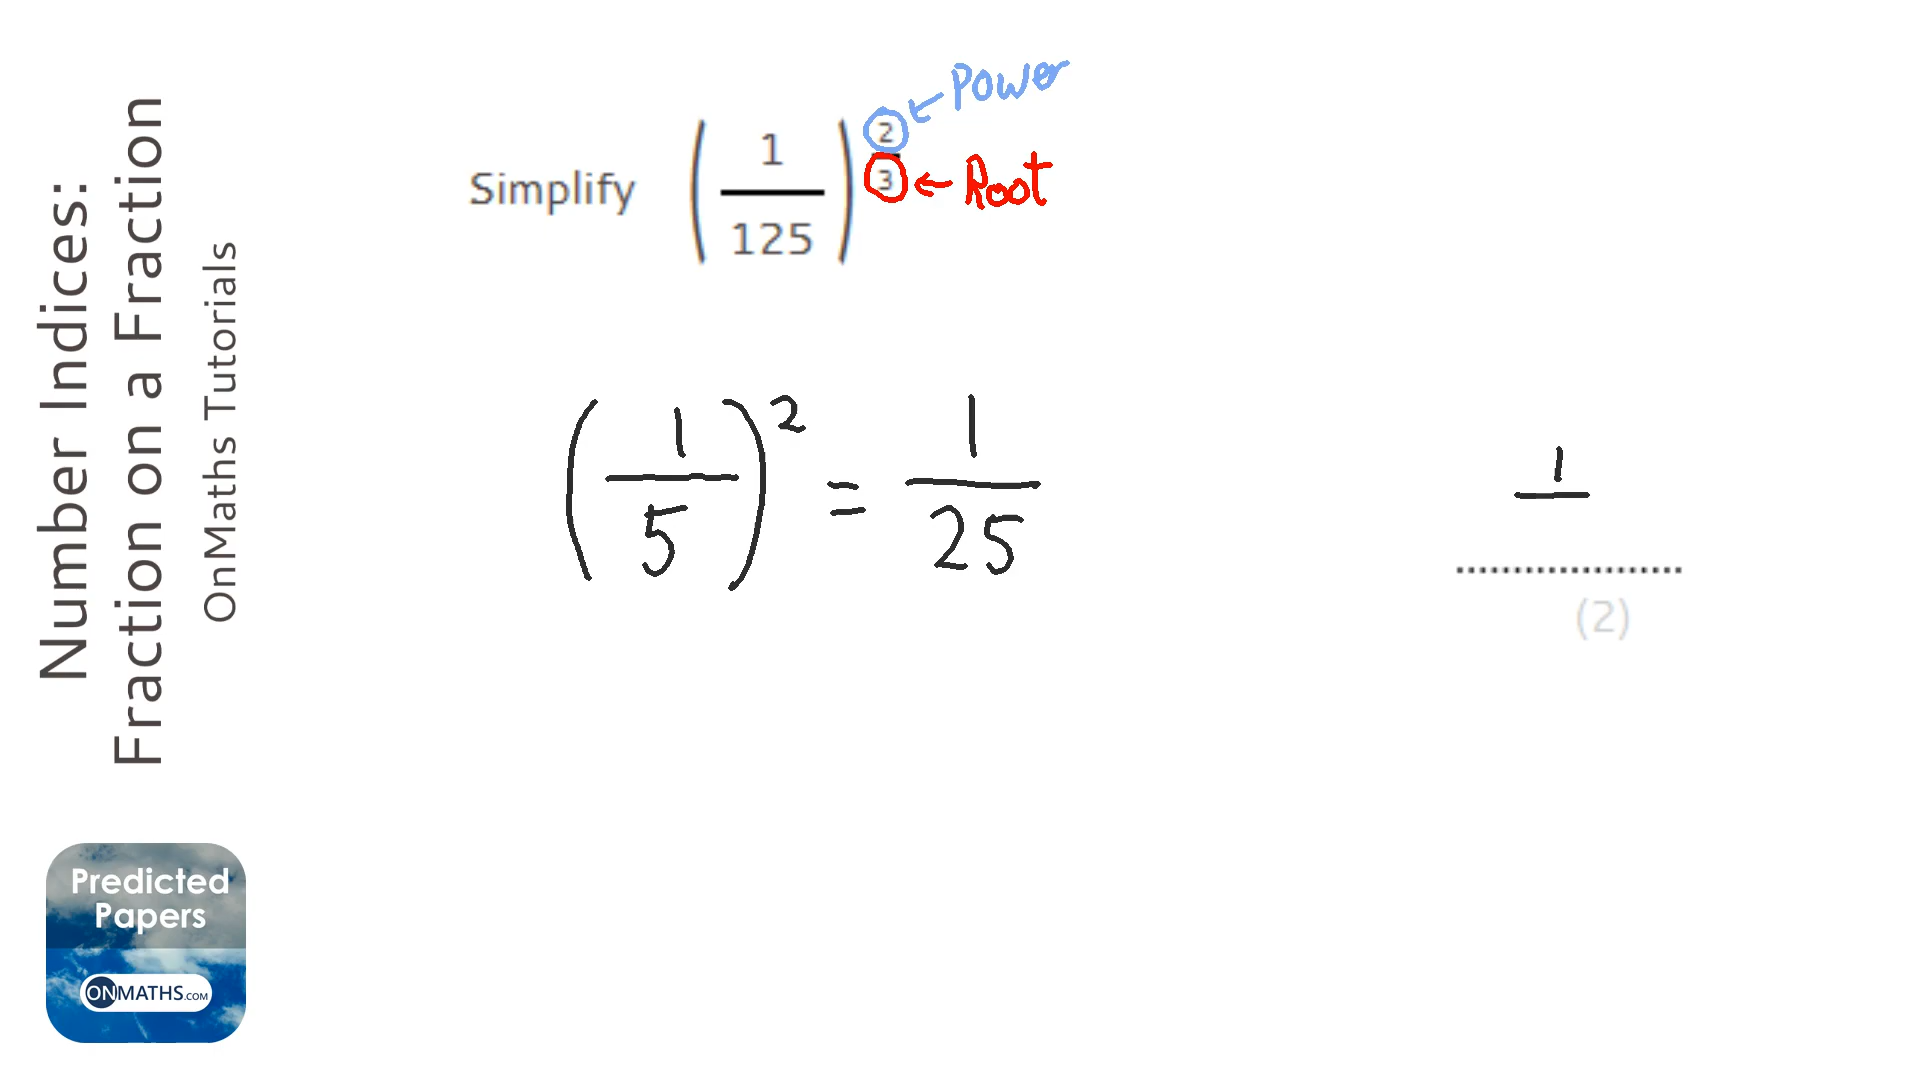 Number Indices:
Fraction on a Fraction
OnMaths Tutorials
Simplify (1/125)^(2/3)
← Power
← Root
(1/5)^2 = 1/25
1
(2)
Predicted
Papers
ONMATHS.COM